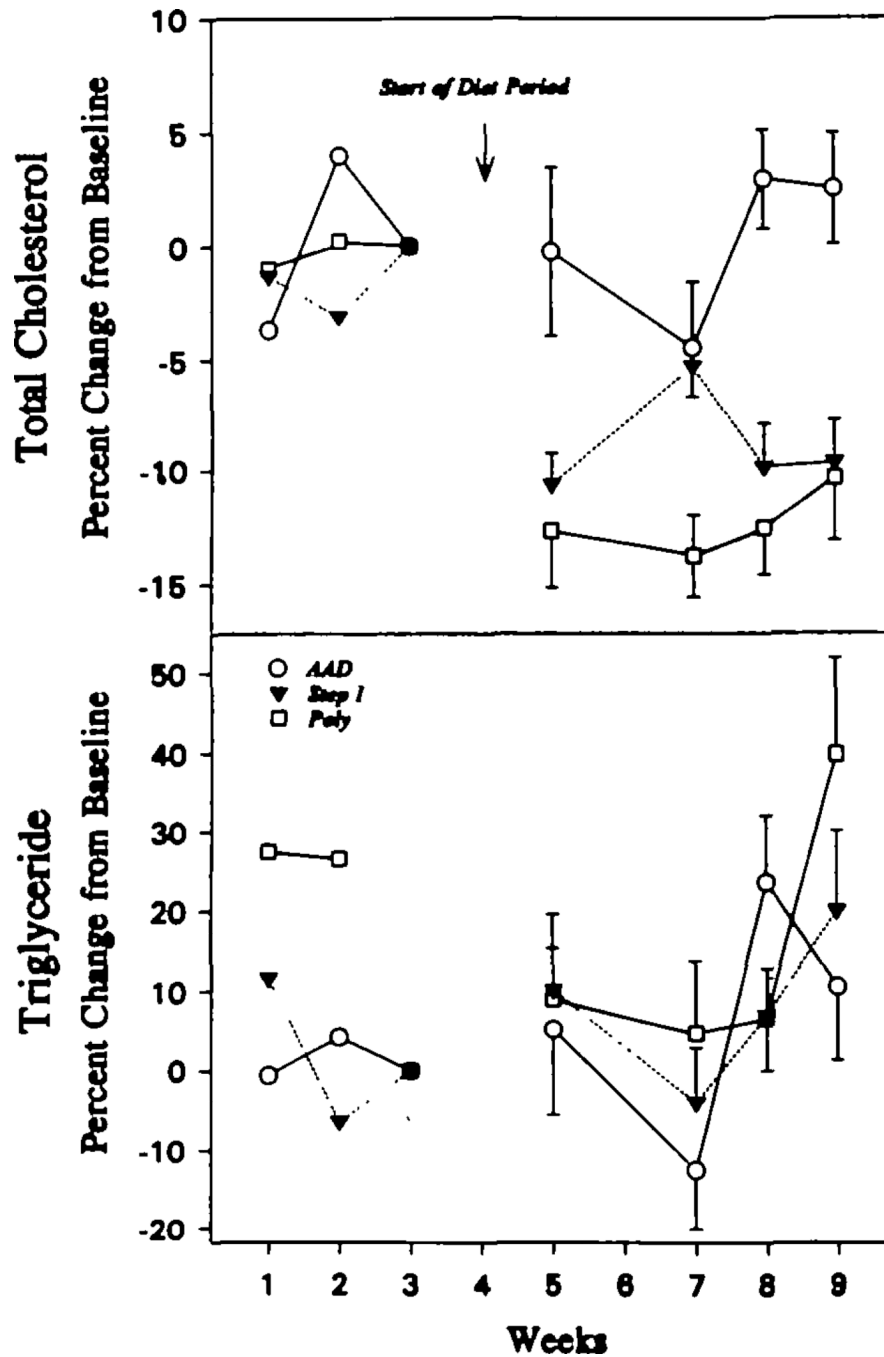 Total Cholesterol
Percent Change from Baseline
10
5
0
-5
-10
-15
Start of Diet Period
Triglyceride
Percent Change from Baseline
50
40
30
20
10
0
-10
-20
AAD
Step 1
Poly
1 2 3 4 5 6 7 8 9
Weeks